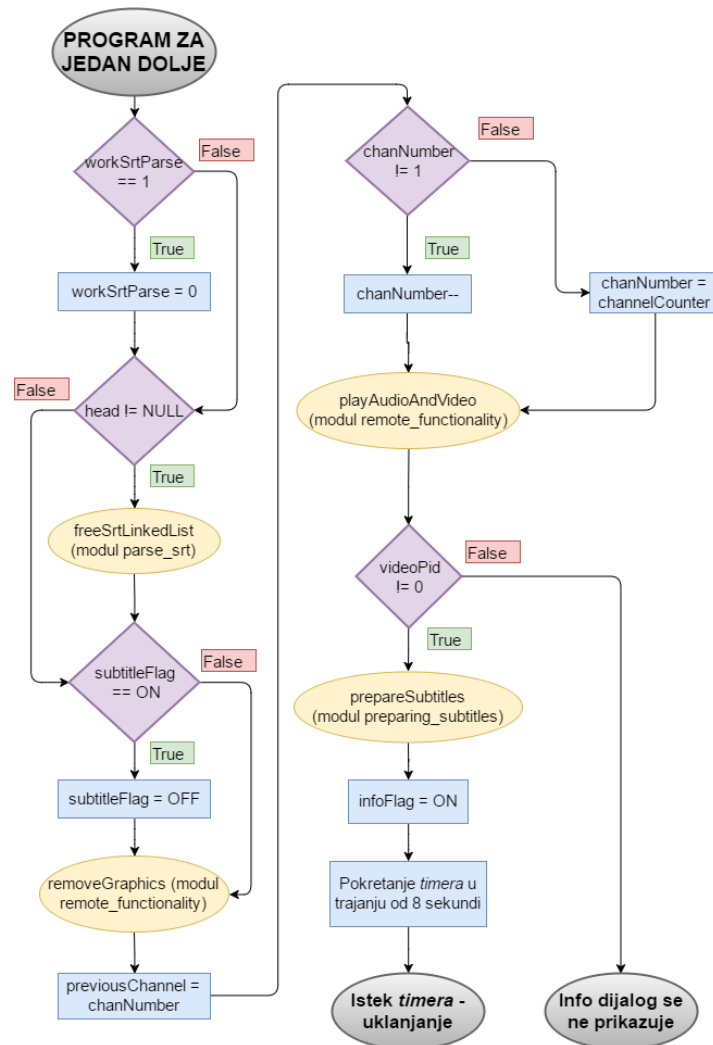 PROGRAM ZA
JEDAN DOLJE
workSrtParse
== 1
False
True
workSrtParse = 0
head != NULL
False
True
freeSrtLinkedList
(modul parse_srt)
subtitleFlag
== ON
False
True
subtitleFlag = OFF
removeGraphics (modul
remote_functionality)
previousChannel =
chanNumber
chanNumber
!= 1
False
True
chanNumber--
chanNumber =
channelCounter
playAudioAndVideo
(modul remote_functionality)
videoPid
!= 0
False
True
prepareSubtitles
(modul preparing_subtitles)
infoFlag = ON
Pokretanje timera u
trajanju od 8 sekundi
Istek timera -
uklanjanje
Info dijalog se
ne prikazuje